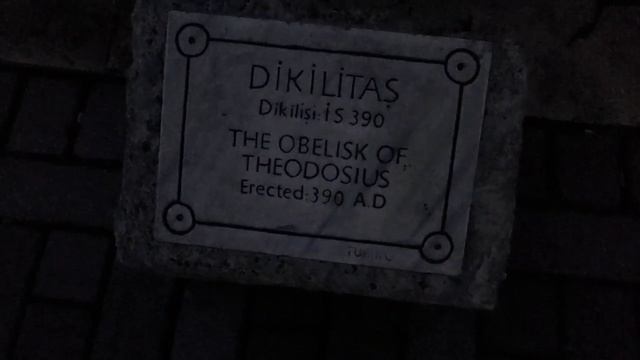 DİKİLİTAŞ
Dikilişi: İS 390
THE OBELISK OF
THEODOSIUS
Erected: 390 A.D